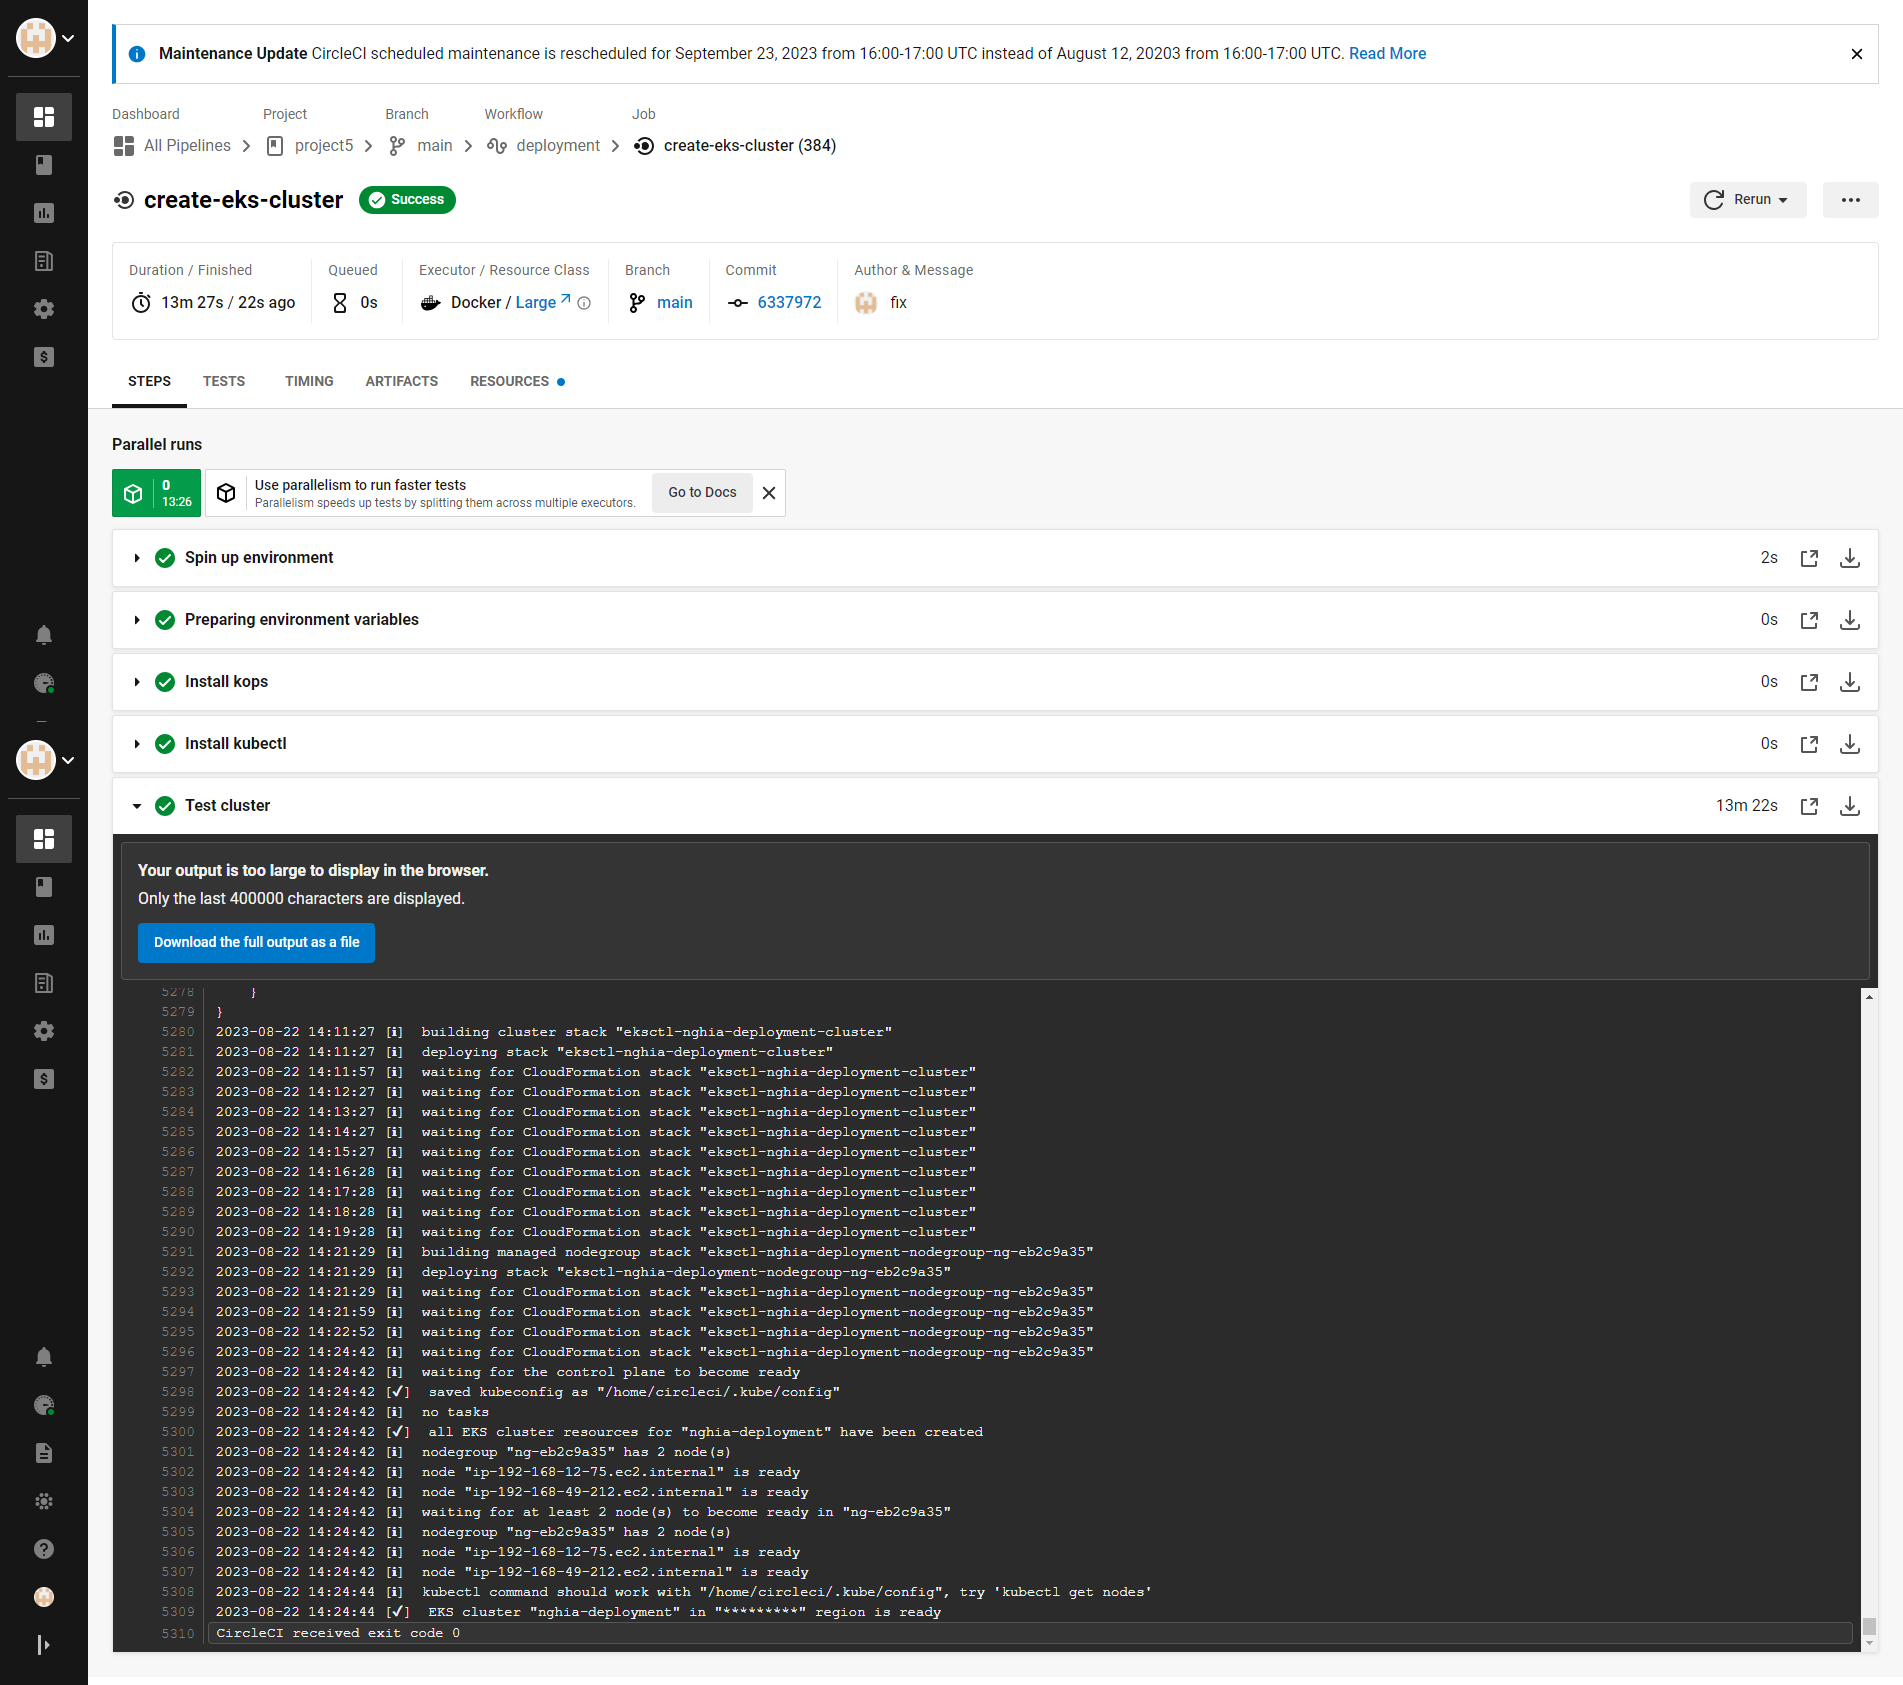 Maintenance Update CircleCI scheduled maintenance is rescheduled for September 23, 2023 from 16:00-17:00 UTC instead of August 12, 20203 from 16:00-17:00 UTC. Read More
Dashboard Project Branch Workflow Job
All Pipelines project5 main deployment create-eks-cluster (384)
create-eks-cluster Success Rerun
Duration / Finished Queued Executor / Resource Class Branch Commit Author & Message
13m 27s / 22s ago 0s Docker / Large main 6337972 fix
STEPS TESTS TIMING ARTIFACTS RESOURCES
Parallel runs
0
13:26
Use parallelism to run faster tests
Parallelism speeds up tests by splitting them across multiple executors.
Go to Docs
Spin up environment 2s
Preparing environment variables 0s
Install kops 0s
Install kubectl 0s
Test cluster 13m 22s
Your output is too large to display in the browser.
Only the last 400000 characters are displayed.
Download the full output as a file
5278 }
5279 }
5280 2023-08-22 14:11:27 [ℹ] building cluster stack "eksctl-nghia-deployment-cluster"
5281 2023-08-22 14:11:27 [ℹ] deploying stack "eksctl-nghia-deployment-cluster"
5282 2023-08-22 14:11:57 [ℹ] waiting for CloudFormation stack "eksctl-nghia-deployment-cluster"
5283 2023-08-22 14:12:27 [ℹ] waiting for CloudFormation stack "eksctl-nghia-deployment-cluster"
5284 2023-08-22 14:13:27 [ℹ] waiting for CloudFormation stack "eksctl-nghia-deployment-cluster"
5285 2023-08-22 14:14:27 [ℹ] waiting for CloudFormation stack "eksctl-nghia-deployment-cluster"
5286 2023-08-22 14:15:27 [ℹ] waiting for CloudFormation stack "eksctl-nghia-deployment-cluster"
5287 2023-08-22 14:16:28 [ℹ] waiting for CloudFormation stack "eksctl-nghia-deployment-cluster"
5288 2023-08-22 14:17:28 [ℹ] waiting for CloudFormation stack "eksctl-nghia-deployment-cluster"
5289 2023-08-22 14:18:28 [ℹ] waiting for CloudFormation stack "eksctl-nghia-deployment-cluster"
5290 2023-08-22 14:19:28 [ℹ] waiting for CloudFormation stack "eksctl-nghia-deployment-cluster"
5291 2023-08-22 14:21:29 [ℹ] building managed nodegroup stack "eksctl-nghia-deployment-nodegroup-ng-eb2c9a35"
5292 2023-08-22 14:21:29 [ℹ] deploying stack "eksctl-nghia-deployment-nodegroup-ng-eb2c9a35"
5293 2023-08-22 14:21:29 [ℹ] waiting for CloudFormation stack "eksctl-nghia-deployment-nodegroup-ng-eb2c9a35"
5294 2023-08-22 14:21:59 [ℹ] waiting for CloudFormation stack "eksctl-nghia-deployment-nodegroup-ng-eb2c9a35"
5295 2023-08-22 14:22:52 [ℹ] waiting for CloudFormation stack "eksctl-nghia-deployment-nodegroup-ng-eb2c9a35"
5296 2023-08-22 14:24:42 [ℹ] waiting for CloudFormation stack "eksctl-nghia-deployment-nodegroup-ng-eb2c9a35"
5297 2023-08-22 14:24:42 [ℹ] waiting for the control plane to become ready
5298 2023-08-22 14:24:42 [✔] saved kubeconfig as "/home/circleci/.kube/config"
5299 2023-08-22 14:24:42 [ℹ] no tasks
5300 2023-08-22 14:24:42 [✔] all EKS cluster resources for "nghia-deployment" have been created
5301 2023-08-22 14:24:42 [ℹ] nodegroup "ng-eb2c9a35" has 2 node(s)
5302 2023-08-22 14:24:42 [ℹ] node "ip-192-168-12-75.ec2.internal" is ready
5303 2023-08-22 14:24:42 [ℹ] node "ip-192-168-49-212.ec2.internal" is ready
5304 2023-08-22 14:24:42 [ℹ] waiting for at least 2 node(s) to become ready in "ng-eb2c9a35"
5305 2023-08-22 14:24:42 [ℹ] nodegroup "ng-eb2c9a35" has 2 node(s)
5306 2023-08-22 14:24:42 [ℹ] node "ip-192-168-12-75.ec2.internal" is ready
5307 2023-08-22 14:24:42 [ℹ] node "ip-192-168-49-212.ec2.internal" is ready
5308 2023-08-22 14:24:44 [ℹ] kubectl command should work with "/home/circleci/.kube/config", try 'kubectl get nodes'
5309 2023-08-22 14:24:44 [✔] EKS cluster "nghia-deployment" in "*********" region is ready
5310 CircleCI received exit code 0